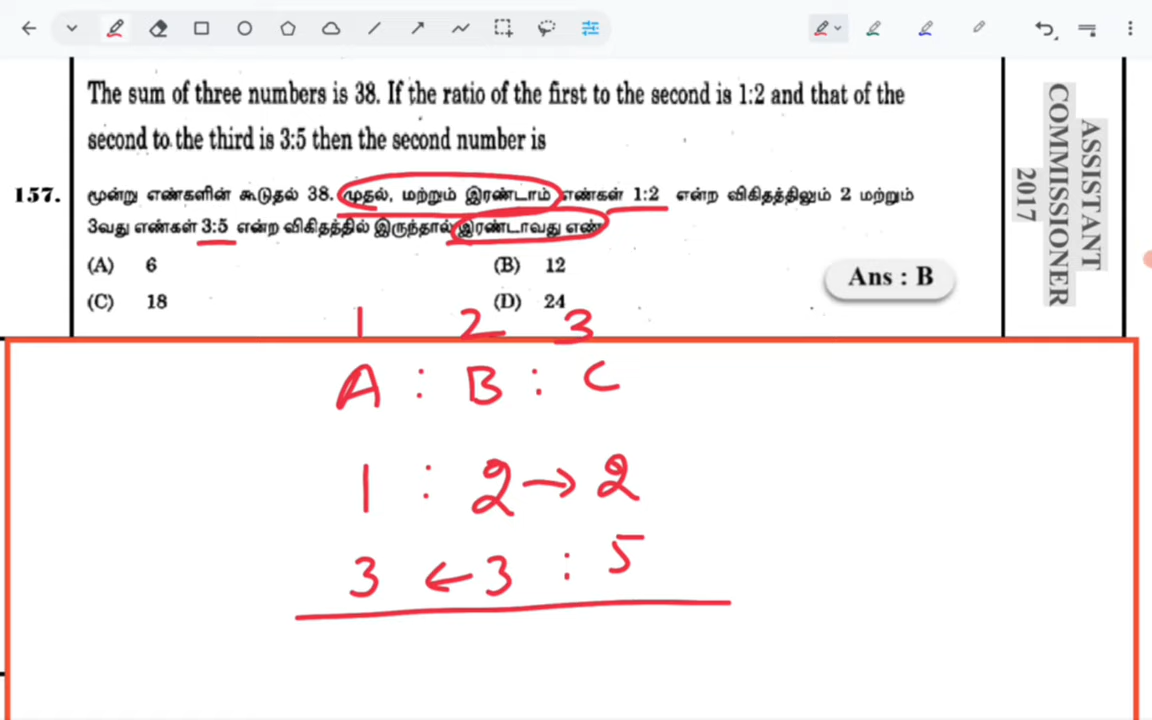 The sum of three numbers is 38. If the ratio of the first to the second is 1:2 and that of the
second to the third is 3:5 then the second number is
157. மூன்று எண்களின் கூடுதல் 38. முதல், மற்றும் இரண்டாம் எண்கள் 1:2 என்ற விகிதத்திலும் 2 மற்றும்
3வது எண்கள் 3:5 என்ற விகிதத்தில் இருந்தால் இரண்டாவது எண்
(A) 6 (B) 12
(C) 18 (D) 24
Ans : B
ASSISTANT
COMMISSIONER
2017
1 2 3
A : B : C
1 : 2 → 2
3 ← 3 : 5